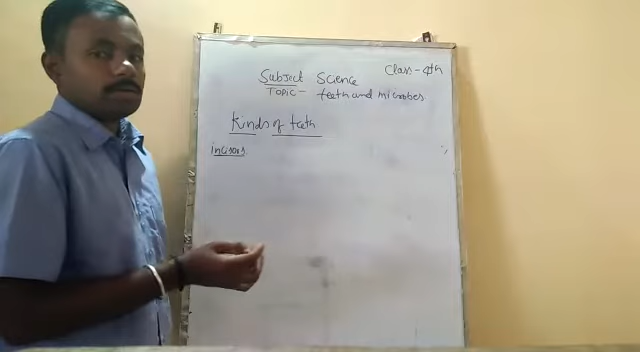 Class - 4th
Subject Science
TOPIC - teeth and microbes
Kinds of teeth
incisors